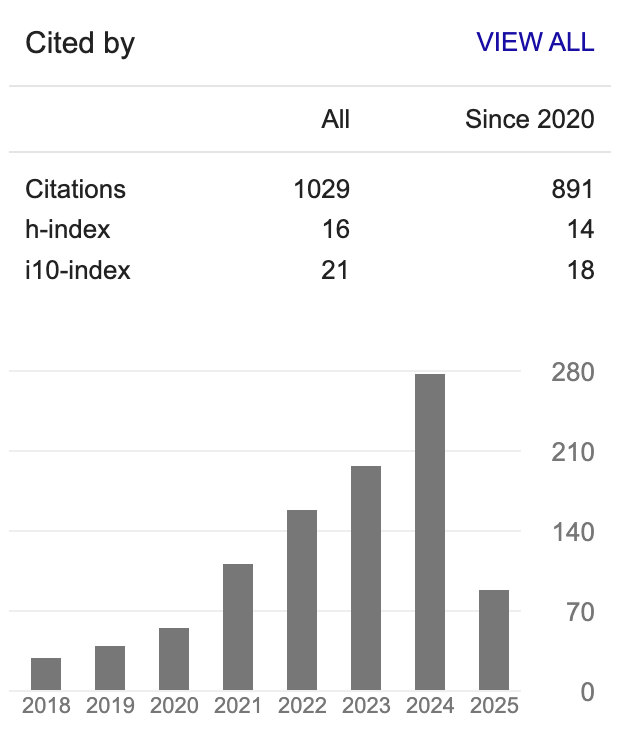 Cited by VIEW ALL
All Since 2020
Citations 1029 891
h-index 16 14
i10-index 21 18
280
210
140
70
0
2018 2019 2020 2021 2022 2023 2024 2025